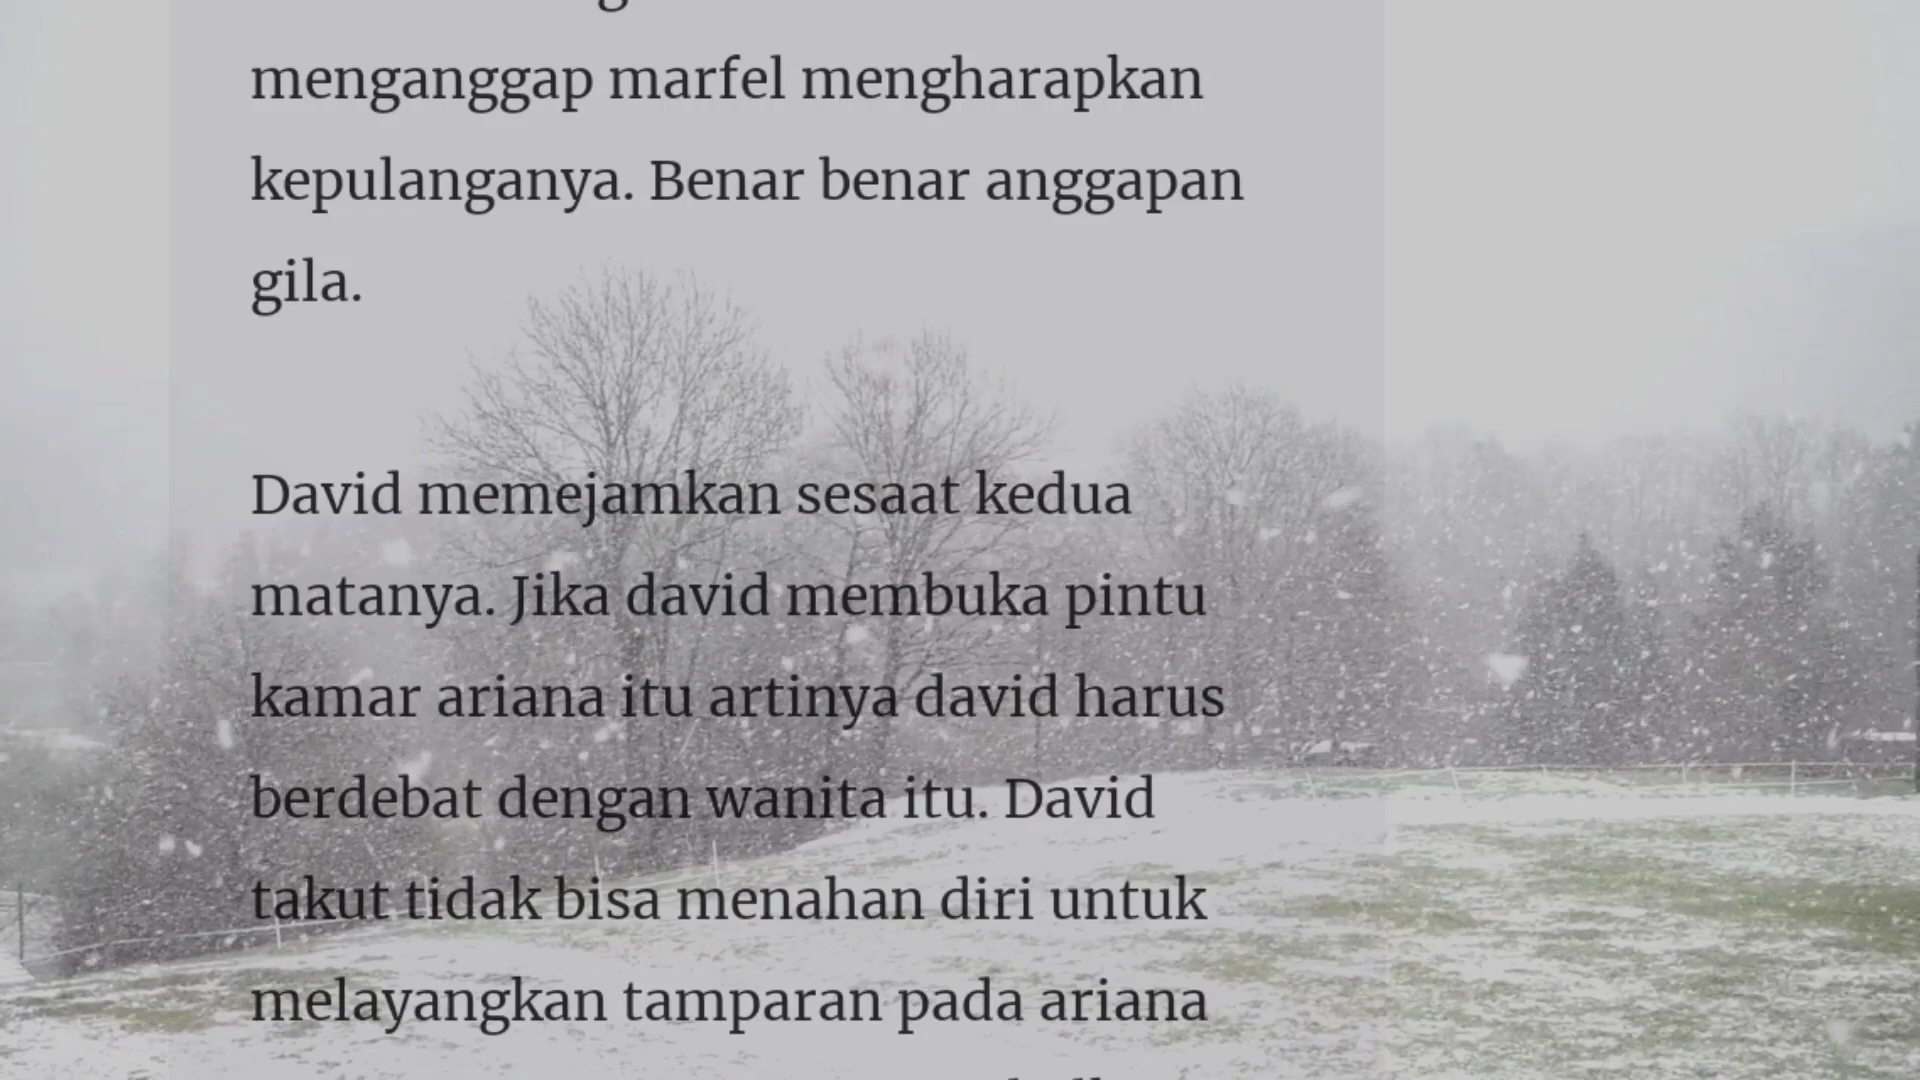 menganggap marfel mengharapkan
kepulanganya. Benar benar anggapan
gila.
David memejamkan sesaat kedua
matanya. Jika david membuka pintu
kamar ariana itu artinya david harus
berdebat dengan wanita itu. David
takut tidak bisa menahan diri untuk
melayangkan tamparan pada ariana